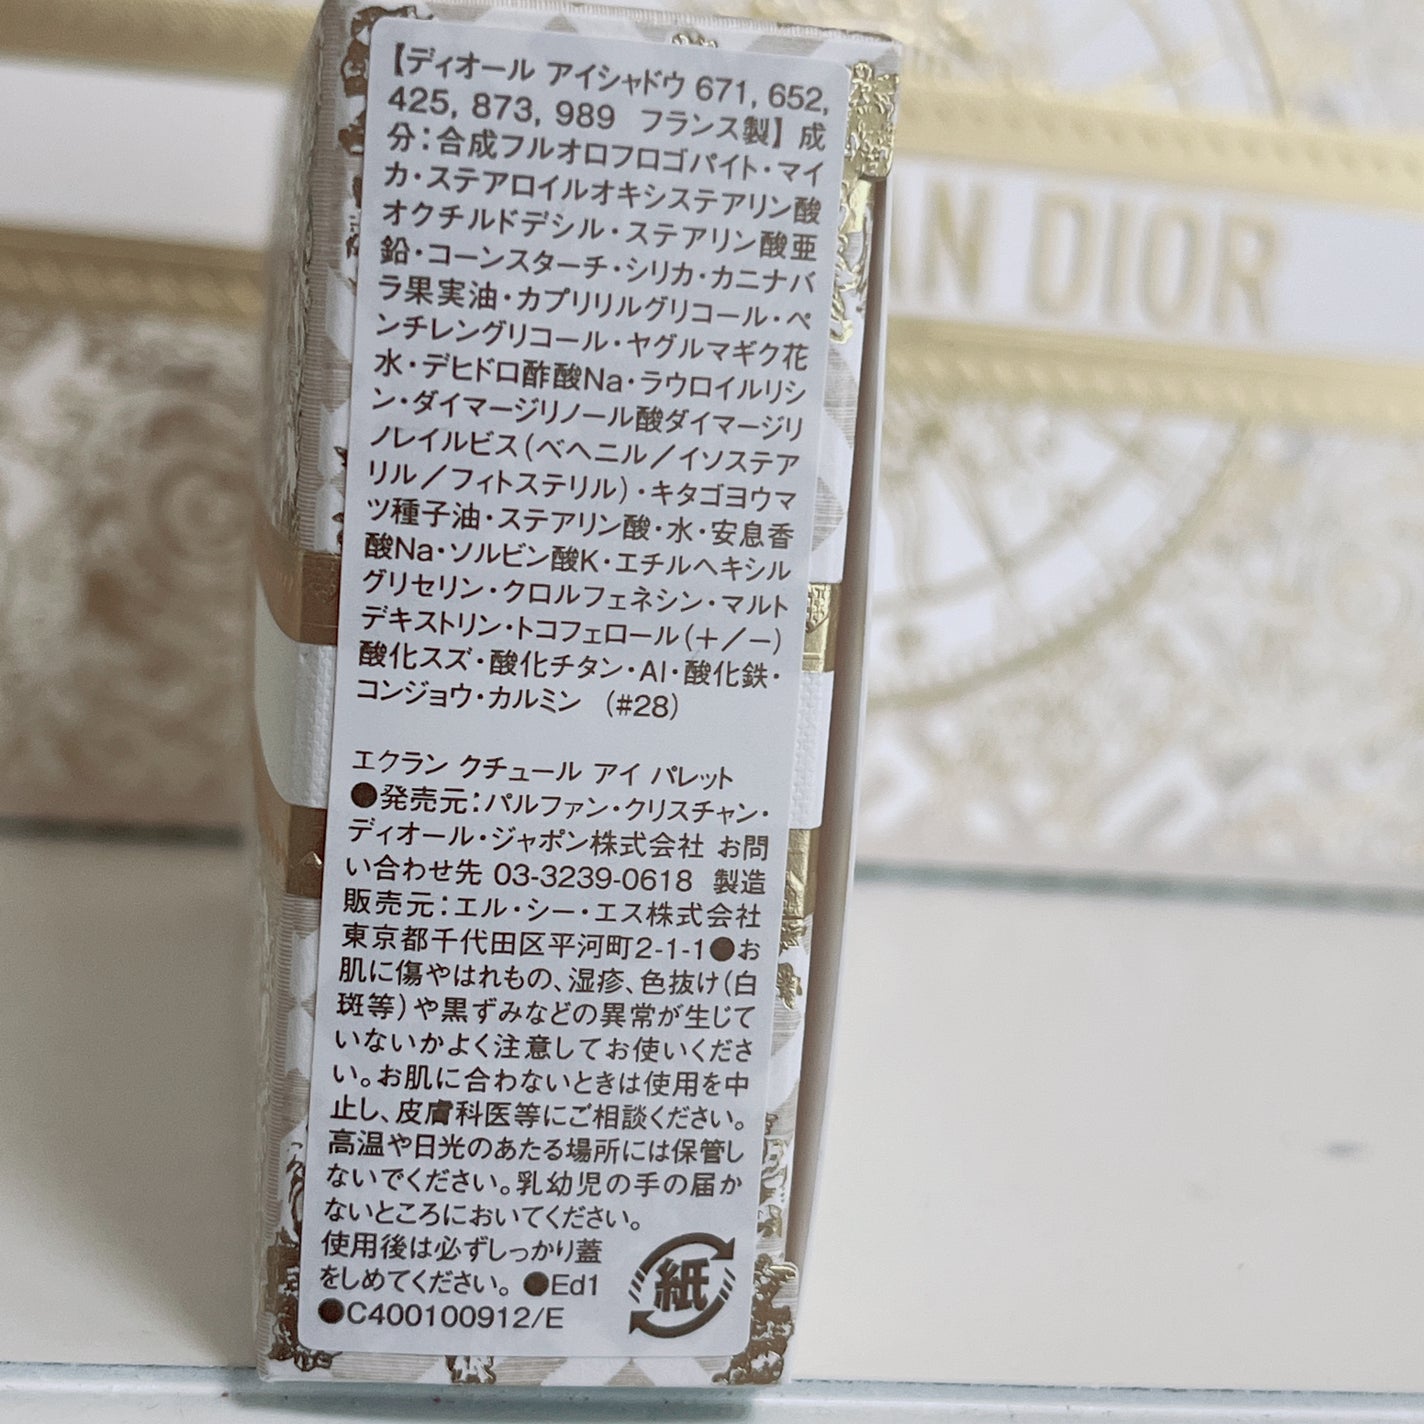 【ディオール アイシャドウ 671, 652,
425, 873, 989 フランス製】成
分：合成フルオロフロゴパイト・マイ
カ・ステアロイルオキシステアリン酸
オクチルドデシル・ステアリン酸亜
鉛・コーンスターチ・シリカ・カニナバ
ラ果実油・カプリリルグリコール・ペ
ンチレングリコール・ヤグルマギク花
水・デヒドロ酢酸Na・ラウロイルリシ
ン・ダイマージリノール酸ダイマージリ
ノレイルビス（ベヘニル／イソステア
リル／フィトステリル）・キタゴヨウマ
ツ種子油・ステアリン酸・水・安息香
酸Na・ソルビン酸K・エチルヘキシル
グリセリン・クロルフェネシン・マルト
デキストリン・トコフェロール（＋／－）
酸化スズ・酸化チタン・Al・酸化鉄・
コンジョウ・カルミン （#28）
エクラン クチュール アイ パレット
●発売元：パルファン・クリスチャン・
ディオール・ジャポン株式会社 お問
い合わせ先 03-3239-0618 製造
販売元：エル・シー・エス株式会社
東京都千代田区平河町2-1-1●お
肌に傷やはれもの、湿疹、色抜け（白
斑等）や黒ずみなどの異常が生じて
いないかよく注意してお使いくださ
い。お肌に合わないときは使用を中
止し、皮膚科医等にご相談ください。
高温や日光のあたる場所には保管し
ないでください。乳幼児の手の届か
ないところにおいてください。
使用後は必ずしっかり蓋
をしめてください。●Ed1
●C400100912/E
紙
AN DIOR